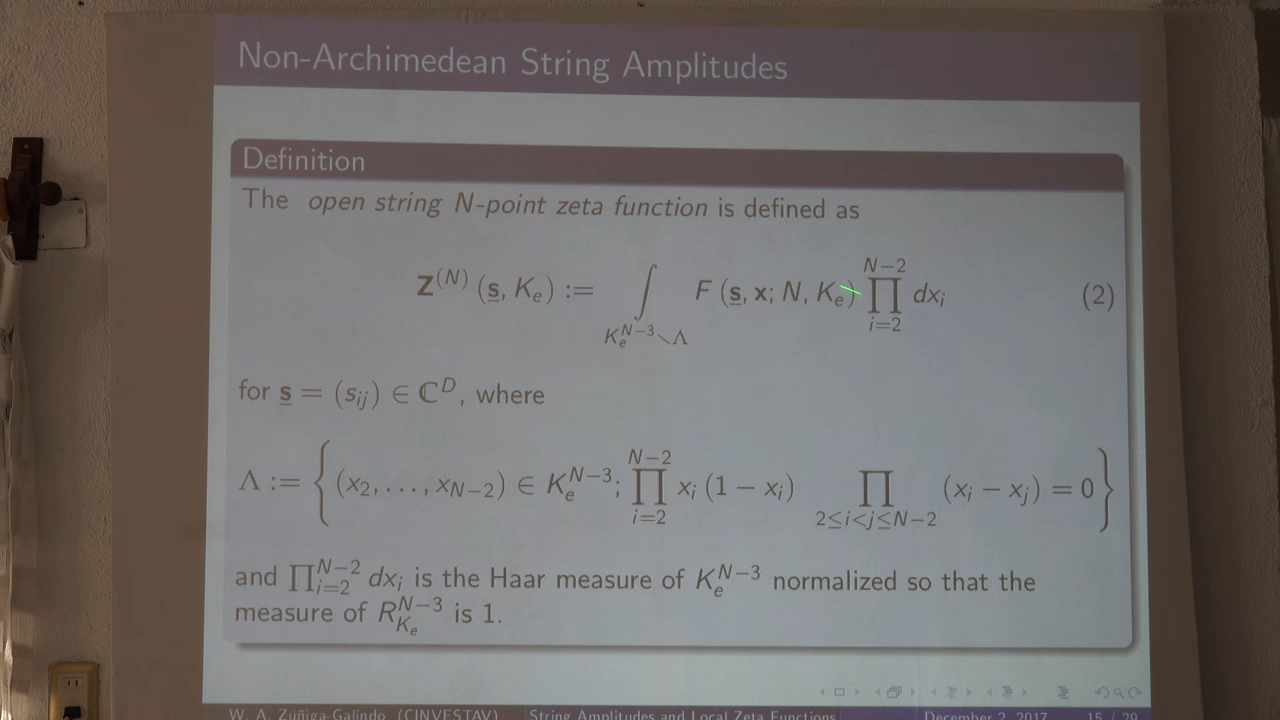 Non-Archimedean String Amplitudes
Definition
The open string N-point zeta function is defined as
Z^{(N)} (s, K_e) := ∫_{K_e^{N−3}∖Λ} F (s, x; N, K_e) ∏_{i=2}^{N−2} dx_i (2)
for s = (s_{ij}) ∈ ℂ^D, where
Λ := { (x_2, . . . , x_{N−2}) ∈ K_e^{N−3}; ∏_{i=2}^{N−2} x_i (1 − x_i) ∏_{2≤i<j≤N−2} (x_i − x_j) = 0 }
and ∏_{i=2}^{N−2} dx_i is the Haar measure of K_e^{N−3} normalized so that the
measure of R_{K_e}^{N−3} is 1.
W. A. Zúñiga-Galindo (CINVESTAV) String Amplitudes and Local Zeta Functions December 2, 2017 15 / 29